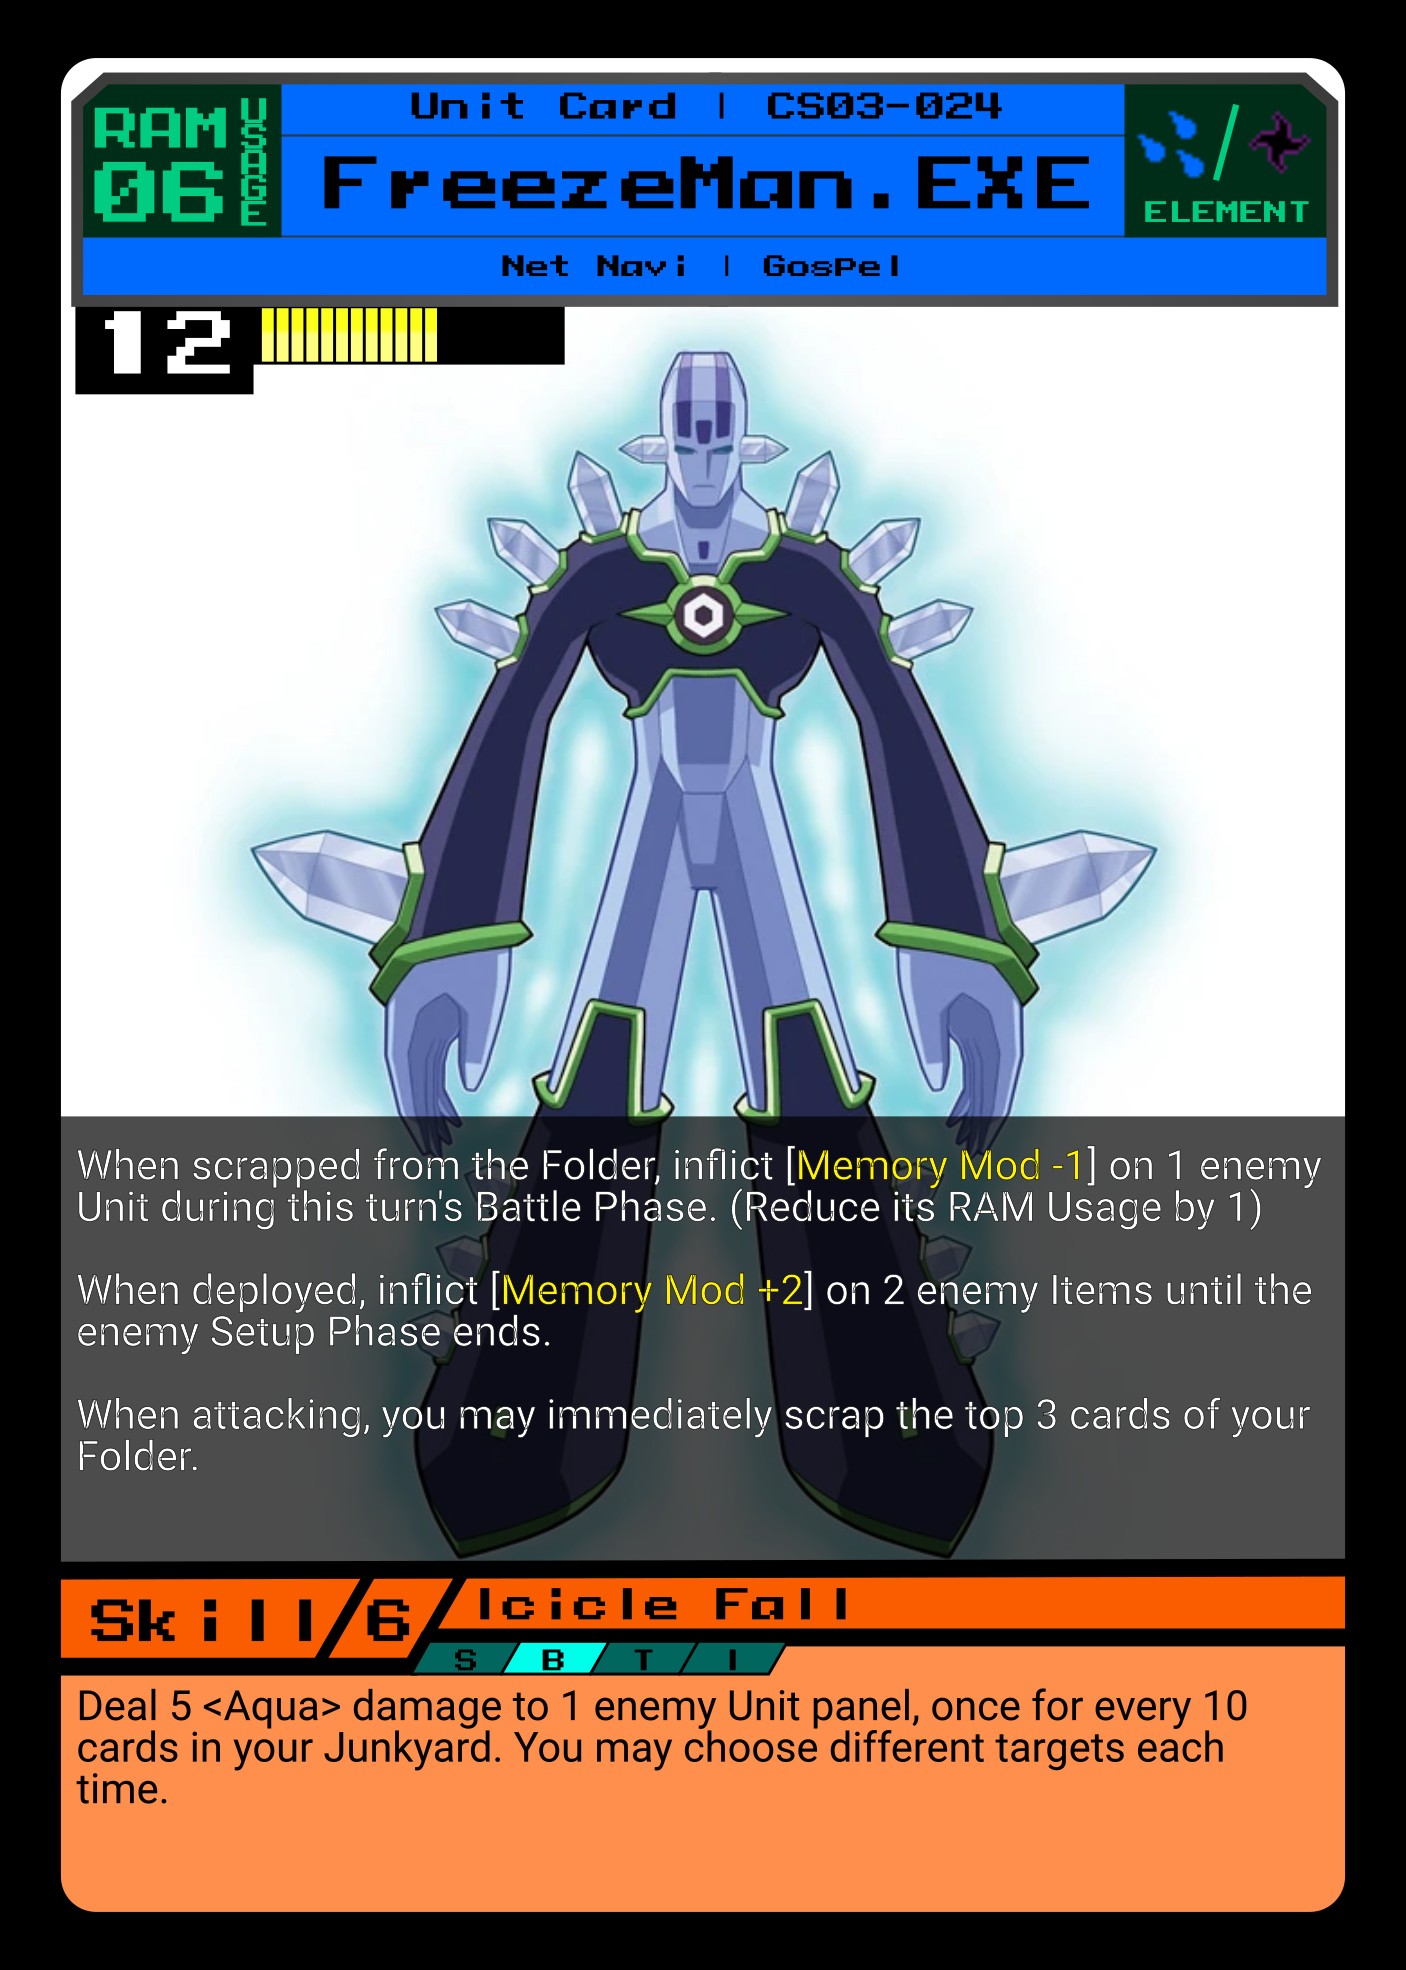 RAM
06
USAGE
Unit Card | CS03-024
FreezeMan.EXE
ELEMENT
Net Navi | Gospel
12
When scrapped from the Folder, inflict [Memory Mod -1] on 1 enemy
Unit during this turn's Battle Phase. (Reduce its RAM Usage by 1)
When deployed, inflict [Memory Mod +2] on 2 enemy Items until the
enemy Setup Phase ends.
When attacking, you may immediately scrap the top 3 cards of your
Folder.
Skill/6/ Icicle Fall
S B T I
Deal 5 <Aqua> damage to 1 enemy Unit panel, once for every 10
cards in your Junkyard. You may choose different targets each
time.